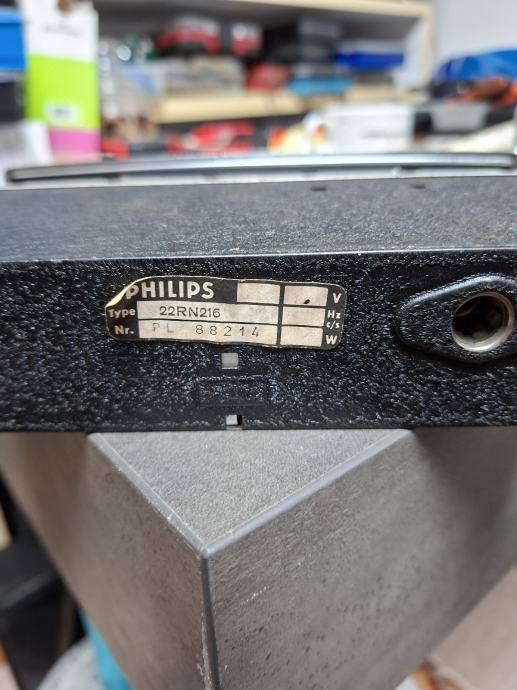 PHILIPS V
Type 22RN216 Hz
c/s
Nr. PL 88214 W